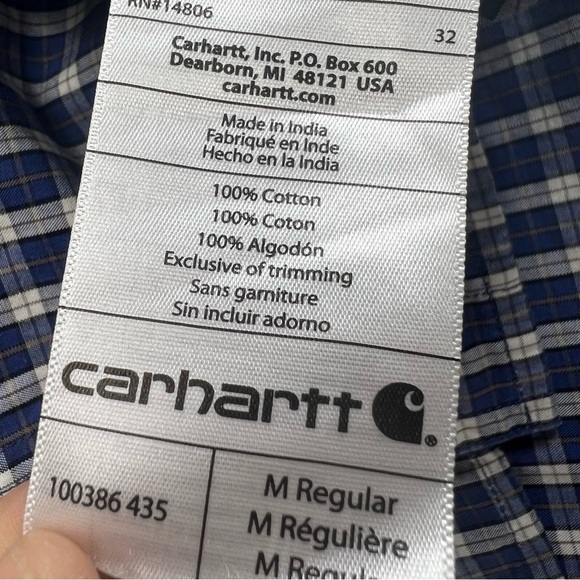 RN#14806
32
Carhartt, Inc. P.O. Box 600
Dearborn, MI 48121 USA
carhartt.com
Made in India
Fabriqué en Inde
Hecho en la India
100% Cotton
100% Coton
100% Algodón
Exclusive of trimming
Sans garniture
Sin incluir adorno
carhartt
100386 435
M Regular
M Régulière
M Regular